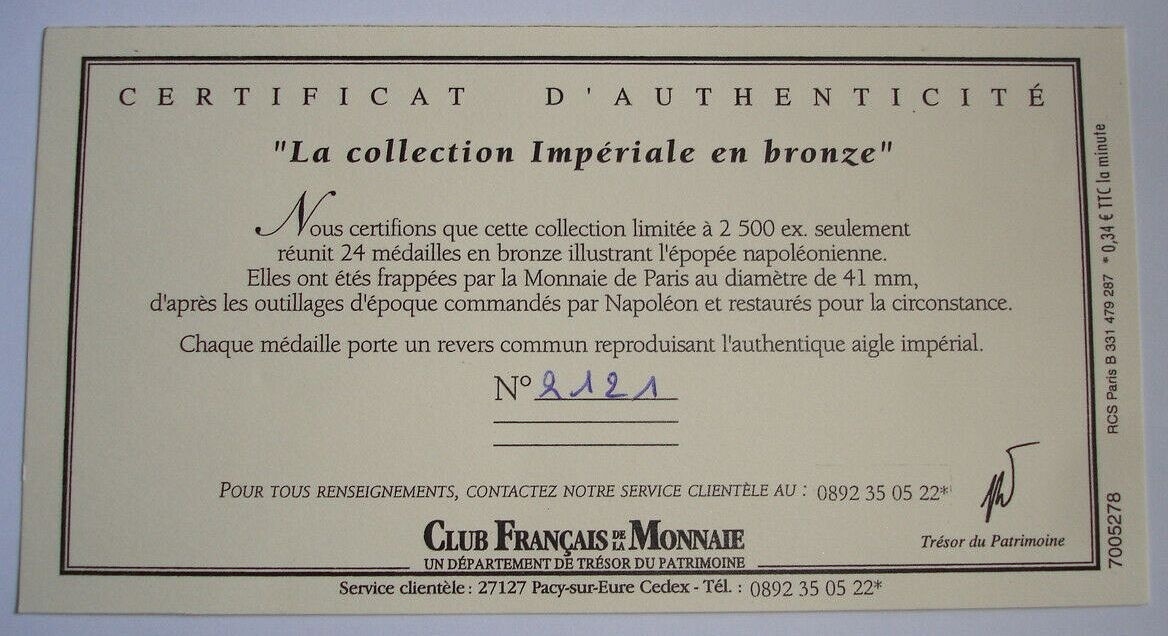 CERTIFICAT D'AUTHENTICITÉ
"La collection Impériale en bronze"
Nous certifions que cette collection limitée à 2 500 ex. seulement
réunit 24 médailles en bronze illustrant l'épopée napoléonienne.
Elles ont étés frappées par la Monnaie de Paris au diamètre de 41 mm,
d'après les outillages d'époque commandés par Napoléon et restaurés pour la circonstance.
Chaque médaille porte un revers commun reproduisant l'authentique aigle impérial.
N° 2121
POUR TOUS RENSEIGNEMENTS, CONTACTEZ NOTRE SERVICE CLIENTÈLE AU : 0892 35 05 22*
Trésor du Patrimoine
CLUB FRANÇAIS DE LA MONNAIE
UN DÉPARTEMENT DE TRÉSOR DU PATRIMOINE
Service clientèle : 27127 Pacy-sur-Eure Cedex - Tél. : 0892 35 05 22*
7005278
RCS Paris B 331 479 287 * 0,34 € TTC la minute